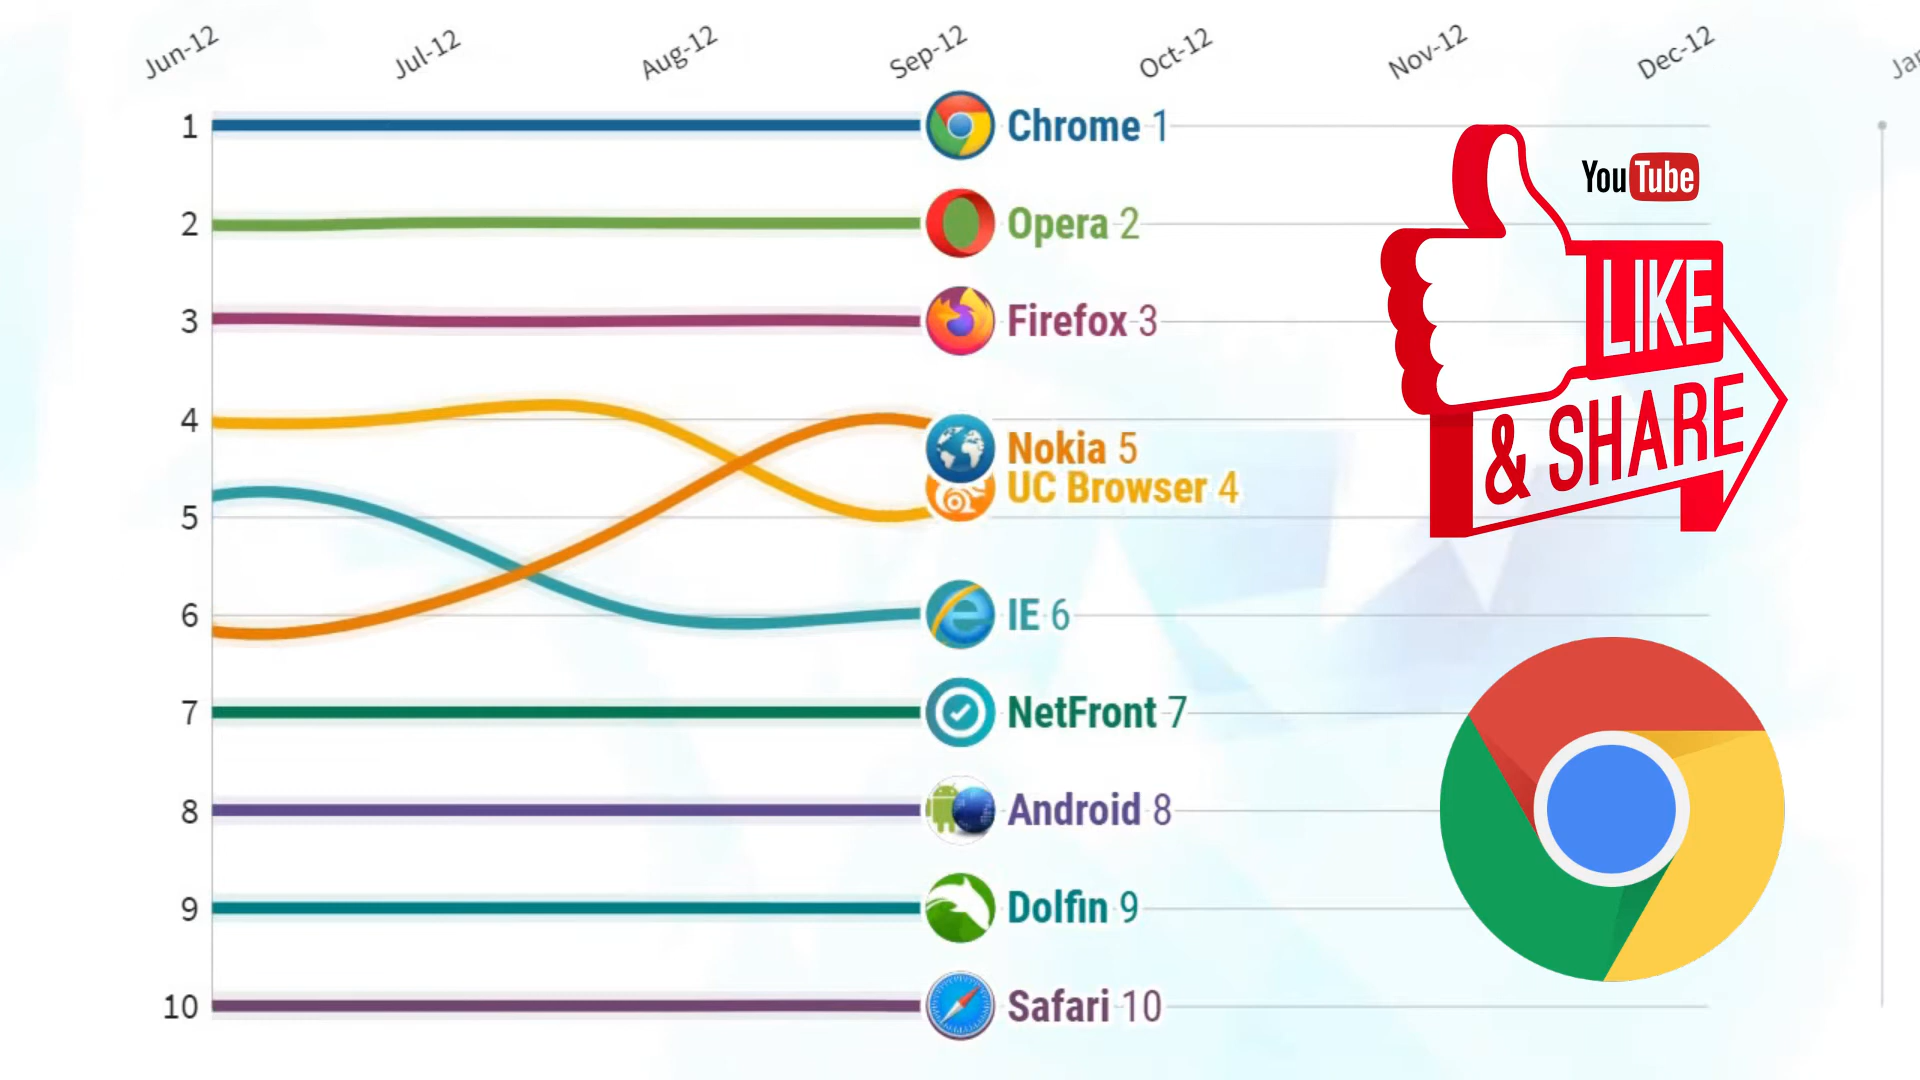 Jun-12 Jul-12 Aug-12 Sep-12 Oct-12 Nov-12 Dec-12 Jan
1 Chrome 1
YouTube
2 Opera 2
3 Firefox 3
LIKE
& SHARE
4
Nokia 5
UC Browser 4
5
6 IE 6
7 NetFront 7
8 Android 8
9 Dolfin 9
10 Safari 10